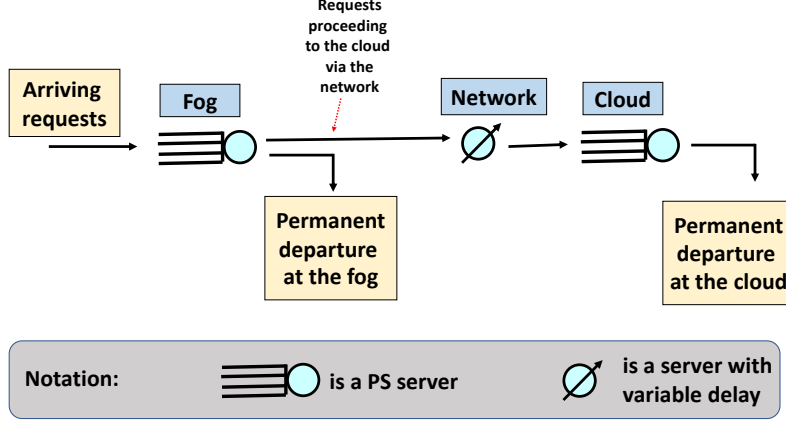 Requests
proceeding
to the cloud
via the
network
Arriving
requests
Fog
Network
Cloud
Permanent
departure
at the fog
Permanent
departure
at the cloud
Notation:
is a PS server
is a server with
variable delay